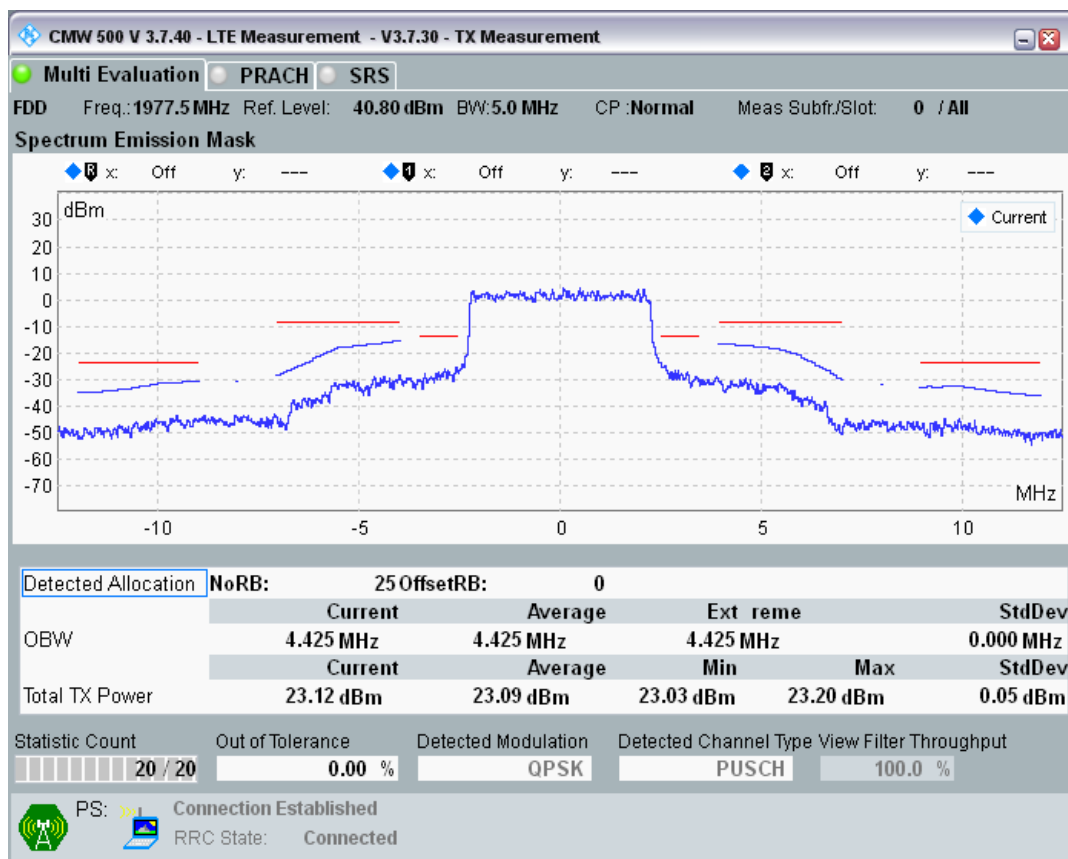 CMW 500 V 3.7.40 - LTE Measurement - V3.7.30 - TX Measurement
Multi Evaluation PRACH SRS
FDD Freq.: 1977.5 MHz Ref. Level: 40.80 dBm BW: 5.0 MHz CP : Normal Meas Subfr./Slot: 0 / All
Spectrum Emission Mask
R x: Off y: --- 1 x: Off y: --- 2 x: Off y: ---
dBm
Current
30
20
10
0
-10
-20
-30
-40
-50
-60
-70
MHz
-10 -5 0 5 10
Detected Allocation NoRB: 25 OffsetRB: 0
Current Average Ext reme StdDev
OBW 4.425 MHz 4.425 MHz 4.425 MHz 0.000 MHz
Current Average Min Max StdDev
Total TX Power 23.12 dBm 23.09 dBm 23.03 dBm 23.20 dBm 0.05 dBm
Statistic Count Out of Tolerance Detected Modulation Detected Channel Type View Filter Throughput
20 / 20 0.00 % QPSK PUSCH 100.0 %
PS: Connection Established
RRC State: Connected